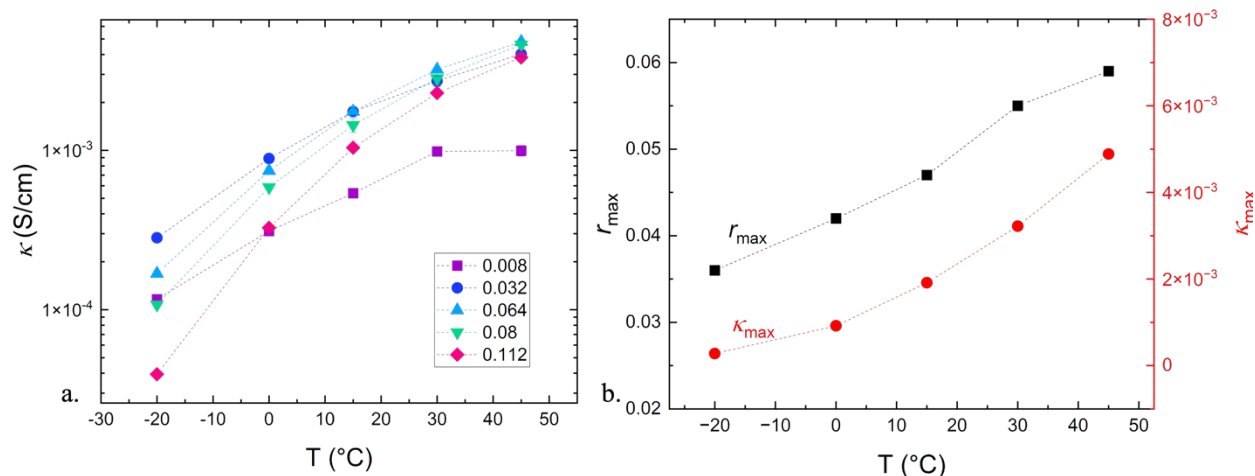 κ (S/cm)
1×10⁻³
1×10⁻⁴
0.008
0.032
0.064
0.08
0.112
a.
-30 -20 -10 0 10 20 30 40 50
T (°C)
r_max
0.06
0.05
0.04
0.03
0.02
r_max
κ_max
b.
−20 −10 0 10 20 30 40 50
T (°C)
8×10⁻³
6×10⁻³
4×10⁻³
2×10⁻³
0
κ_max